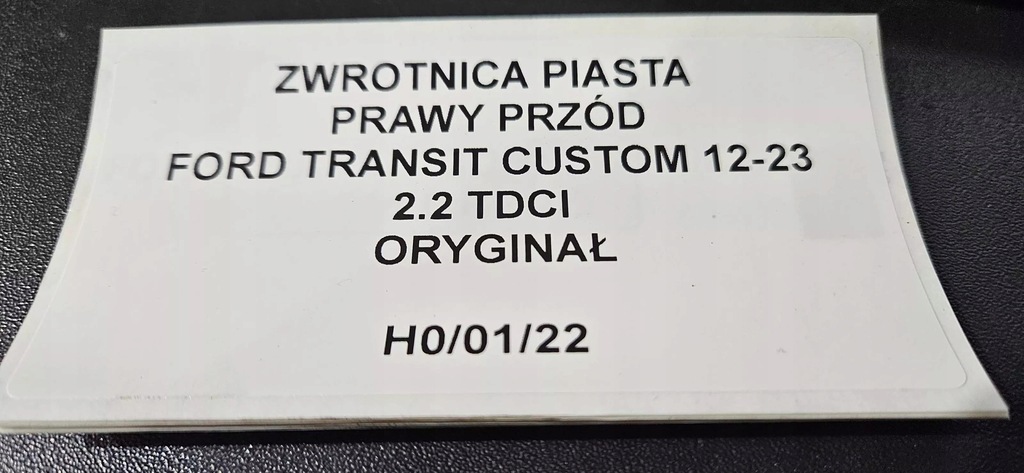 ZWROTNICA PIASTA
PRAWY PRZÓD
FORD TRANSIT CUSTOM 12-23
2.2 TDCI
ORYGINAŁ
H0/01/22